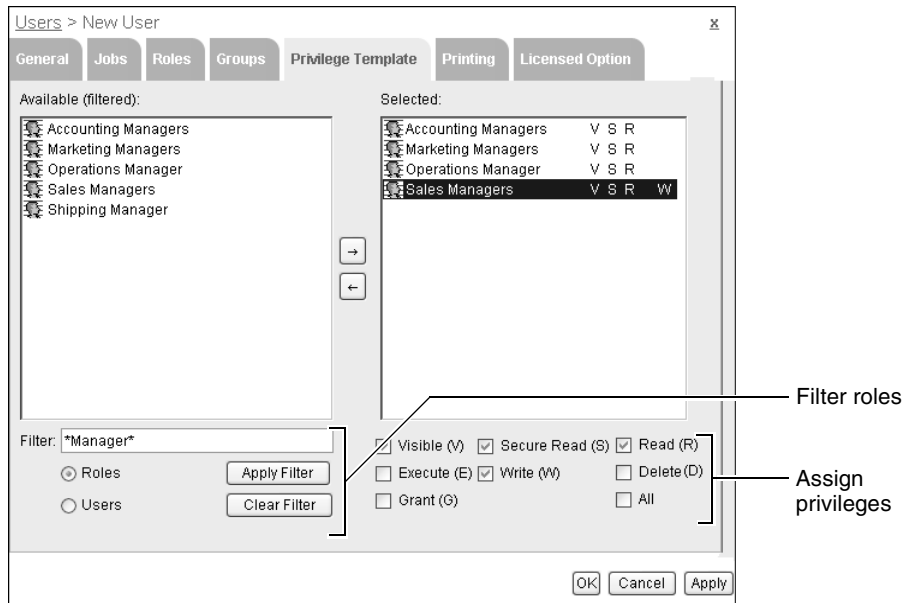 Users > New User x
General Jobs Roles Groups Privilege Template Printing Licensed Option
Available (filtered): Selected:
Accounting Managers
Marketing Managers
Operations Manager
Sales Managers
Shipping Manager
Accounting Managers V S R
Marketing Managers V S R
Operations Manager V S R
Sales Managers V S R W
→
←
Filter: *Manager*
Roles Apply Filter
Users Clear Filter
Visible (V) Secure Read (S) Read (R)
Execute (E) Write (W) Delete (D)
Grant (G) All
Filter roles
Assign
privileges
OK Cancel Apply